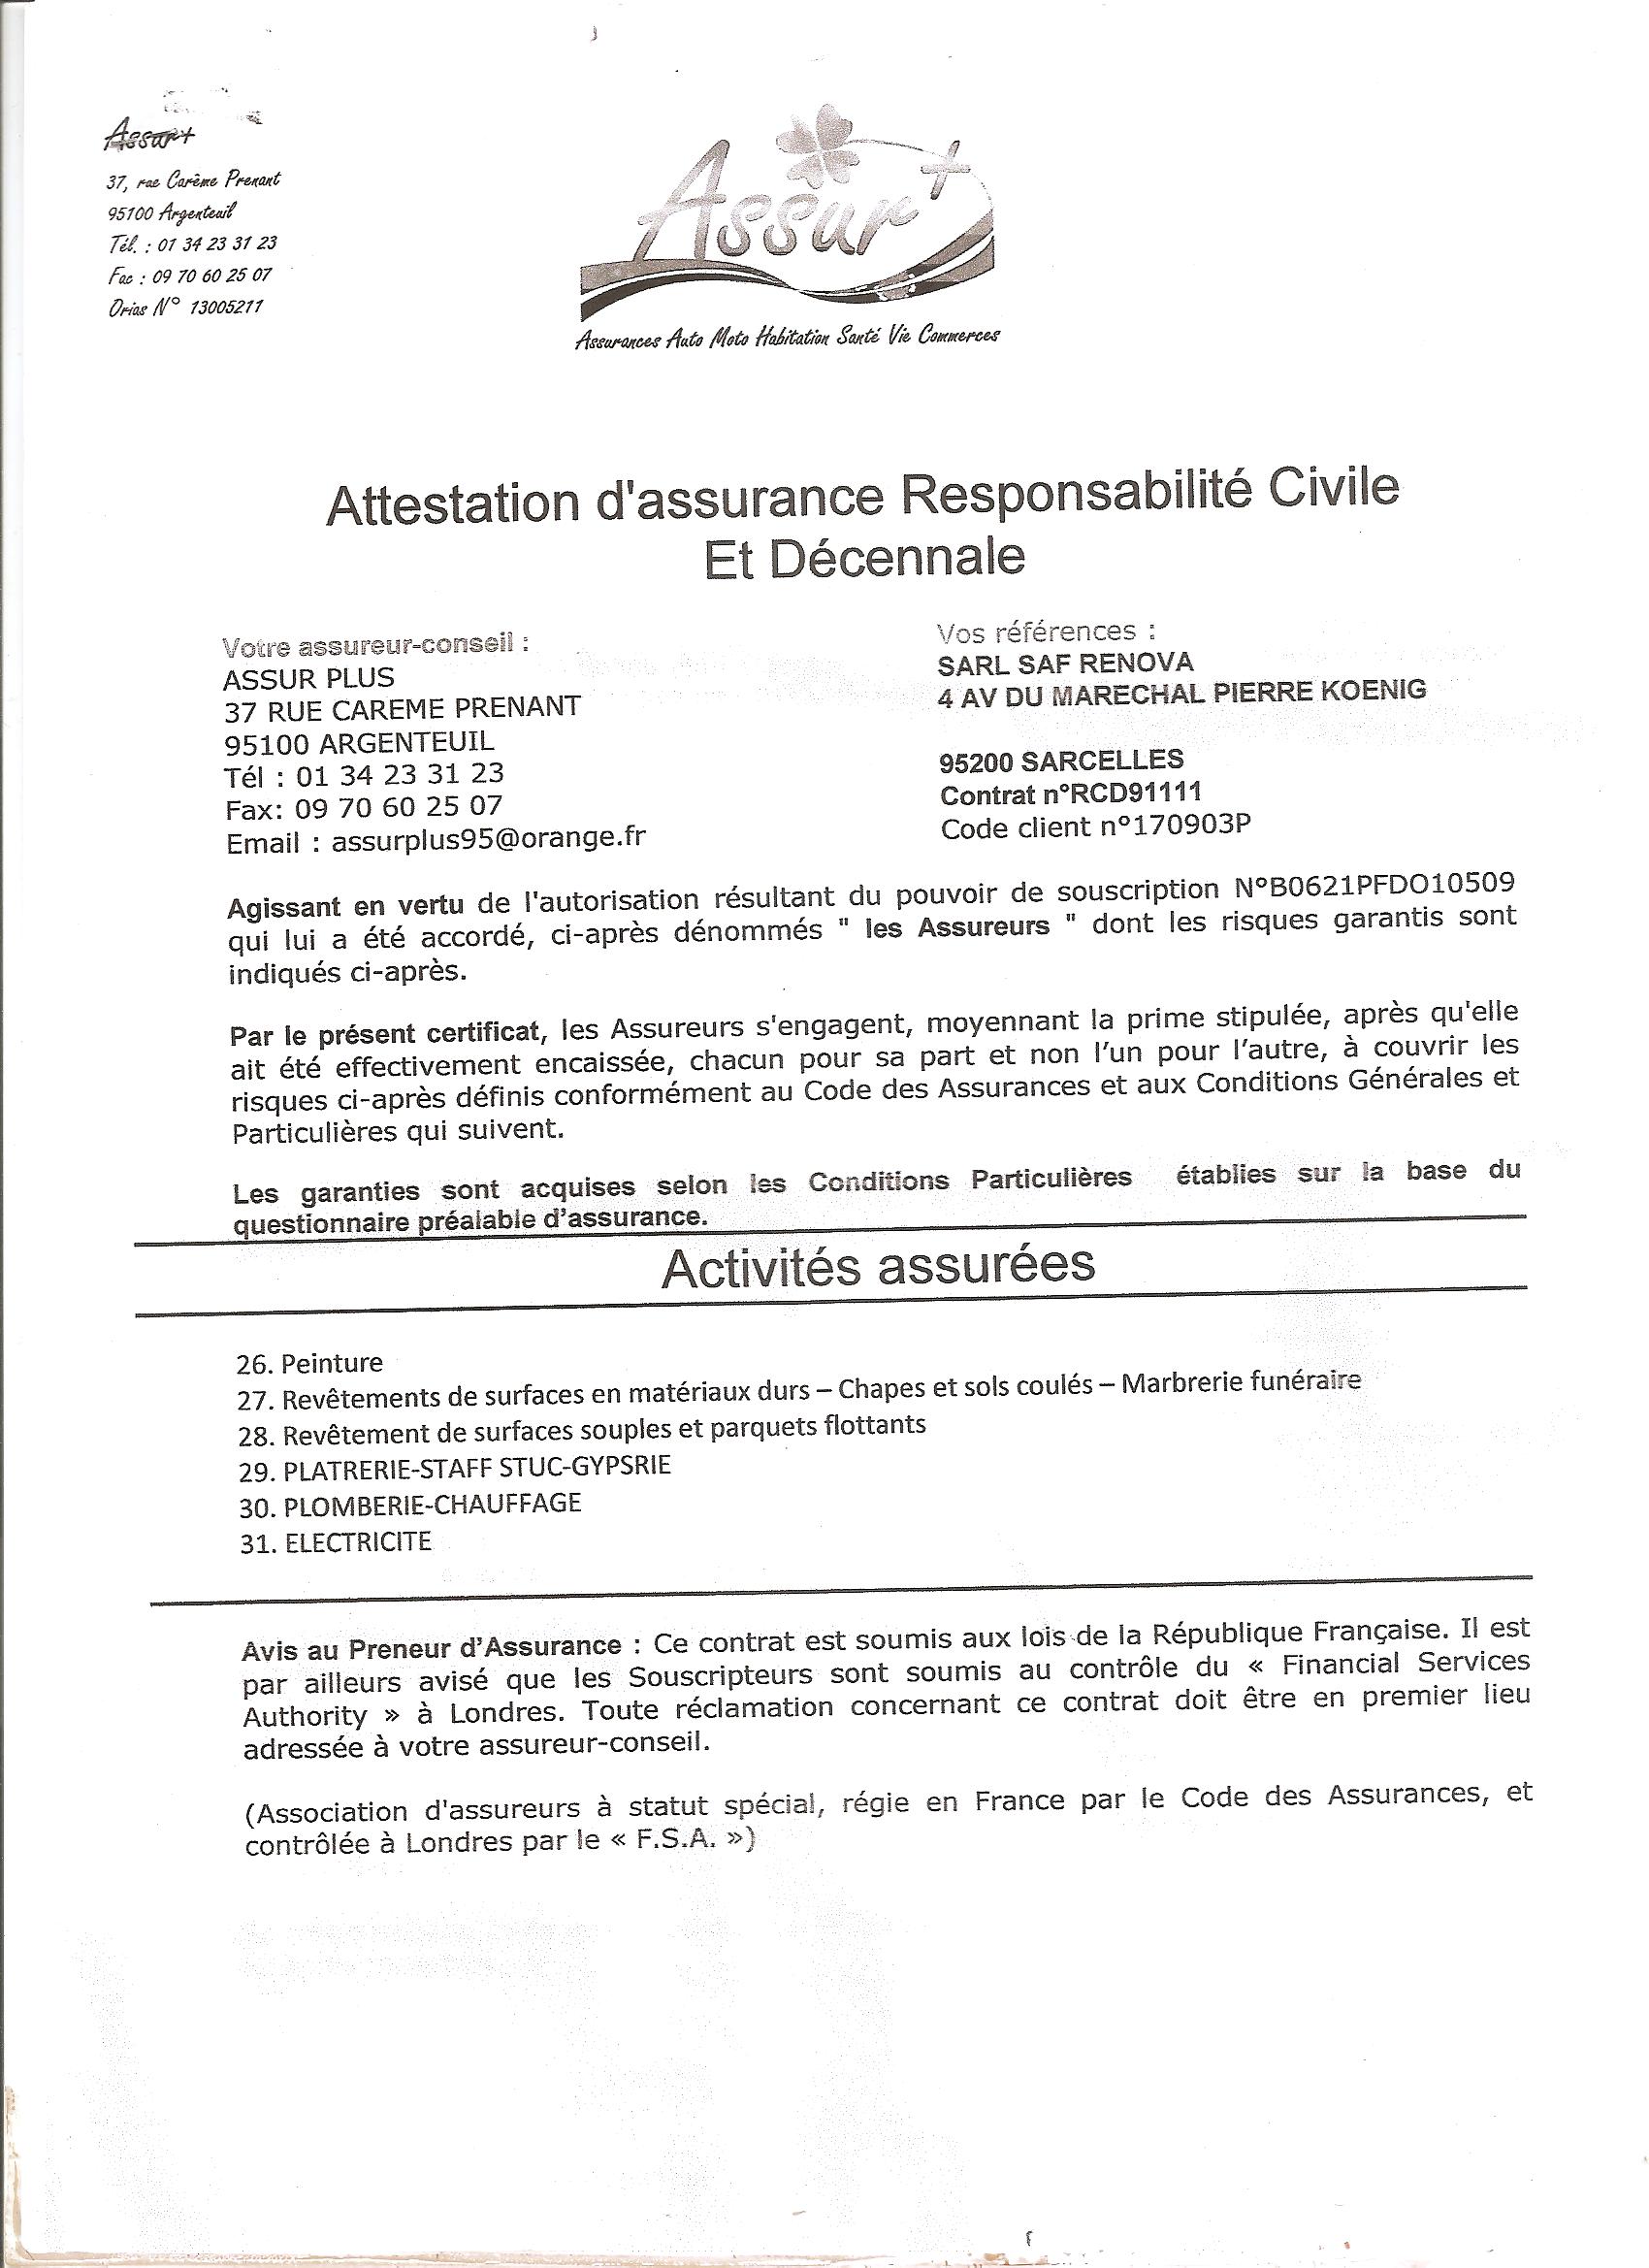 Assur+
37, rue Carême Prenant
95100 Argenteuil
Tél. : 01 34 23 31 23
Fac : 09 70 60 25 07
Orias N° 13005211
Assur+
Assurances Auto Moto Habitation Santé Vie Commerces
Attestation d'assurance Responsabilité Civile
Et Décennale
Votre assureur-conseil :
ASSUR PLUS
37 RUE CAREME PRENANT
95100 ARGENTEUIL
Tél : 01 34 23 31 23
Fax: 09 70 60 25 07
Email : assurplus95@orange.fr
Vos références :
SARL SAF RENOVA
4 AV DU MARECHAL PIERRE KOENIG
95200 SARCELLES
Contrat n°RCD91111
Code client n°170903P
Agissant en vertu de l'autorisation résultant du pouvoir de souscription N°B0621PFDO10509
qui lui a été accordé, ci-après dénommés " les Assureurs " dont les risques garantis sont
indiqués ci-après.
Par le présent certificat, les Assureurs s'engagent, moyennant la prime stipulée, après qu'elle
ait été effectivement encaissée, chacun pour sa part et non l'un pour l'autre, à couvrir les
risques ci-après définis conformément au Code des Assurances et aux Conditions Générales et
Particulières qui suivent.
Les garanties sont acquises selon les Conditions Particulières établies sur la base du
questionnaire préalable d'assurance.
Activités assurées
26. Peinture
27. Revêtements de surfaces en matériaux durs – Chapes et sols coulés – Marbrerie funéraire
28. Revêtement de surfaces souples et parquets flottants
29. PLATRERIE-STAFF STUC-GYPSRIE
30. PLOMBERIE-CHAUFFAGE
31. ELECTRICITE
Avis au Preneur d'Assurance : Ce contrat est soumis aux lois de la République Française. Il est
par ailleurs avisé que les Souscripteurs sont soumis au contrôle du « Financial Services
Authority » à Londres. Toute réclamation concernant ce contrat doit être en premier lieu
adressée à votre assureur-conseil.
(Association d'assureurs à statut spécial, régie en France par le Code des Assurances, et
contrôlée à Londres par le « F.S.A. »)